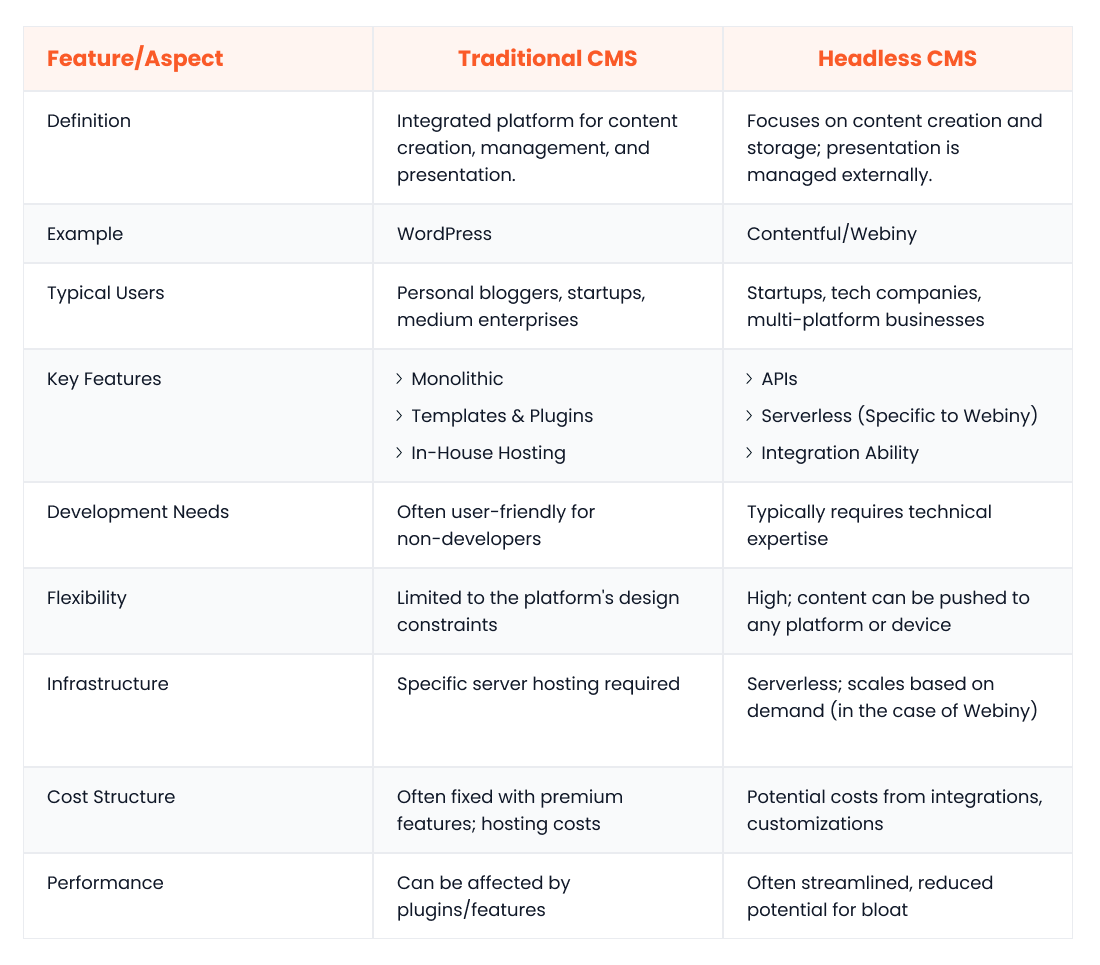 Feature/Aspect
Traditional CMS
Headless CMS
Definition
Integrated platform for content
creation, management, and
presentation.
Focuses on content creation and
storage; presentation is
managed externally.
Example
WordPress
Contentful/Webiny
Typical Users
Personal bloggers, startups,
medium enterprises
Startups, tech companies,
multi-platform businesses
Key Features
Monolithic
Templates & Plugins
In-House Hosting
APIs
Serverless (Specific to Webiny)
Integration Ability
Development Needs
Often user-friendly for
non-developers
Typically requires technical
expertise
Flexibility
Limited to the platform's design
constraints
High; content can be pushed to
any platform or device
Infrastructure
Specific server hosting required
Serverless; scales based on
demand (in the case of Webiny)
Cost Structure
Often fixed with premium
features; hosting costs
Potential costs from integrations,
customizations
Performance
Can be affected by
plugins/features
Often streamlined, reduced
potential for bloat